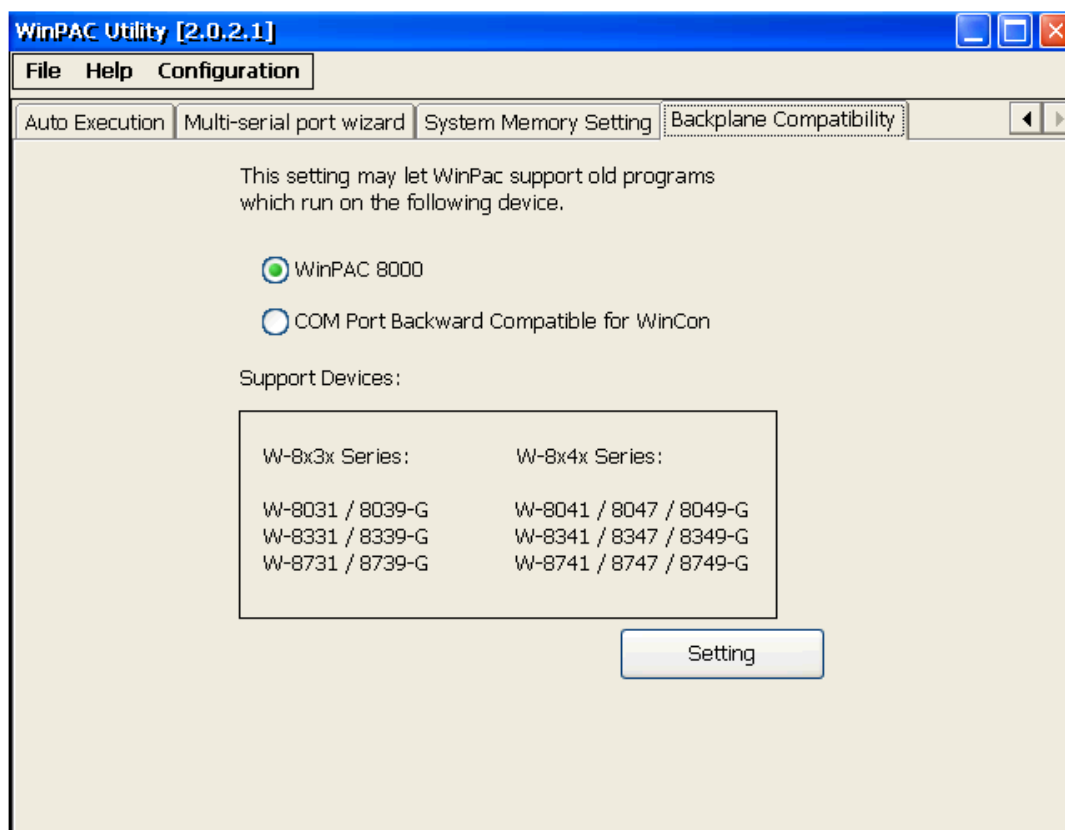 WinPAC Utility [2.0.2.1]
File Help Configuration
Auto Execution Multi-serial port wizard System Memory Setting Backplane Compatibility
This setting may let WinPac support old programs
which run on the following device.
WinPAC 8000
COM Port Backward Compatible for WinCon
Support Devices:
W-8x3x Series: W-8x4x Series:
W-8031 / 8039-G W-8041 / 8047 / 8049-G
W-8331 / 8339-G W-8341 / 8347 / 8349-G
W-8731 / 8739-G W-8741 / 8747 / 8749-G
Setting